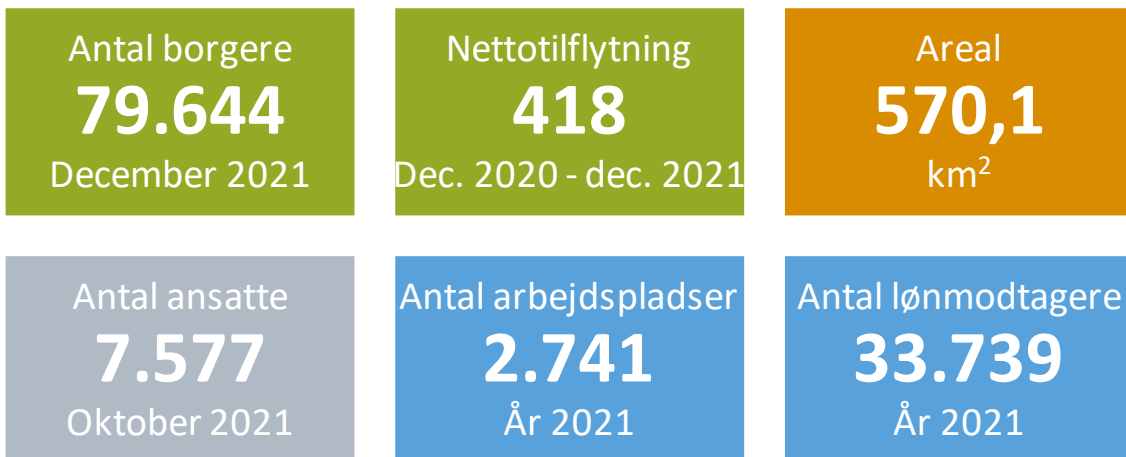 Antal borgere
79.644
December 2021
Nettotilflytning
418
Dec. 2020 - dec. 2021
Areal
570,1
km²
Antal ansatte
7.577
Oktober 2021
Antal arbejdspladser
2.741
År 2021
Antal lønmodtagere
33.739
År 2021